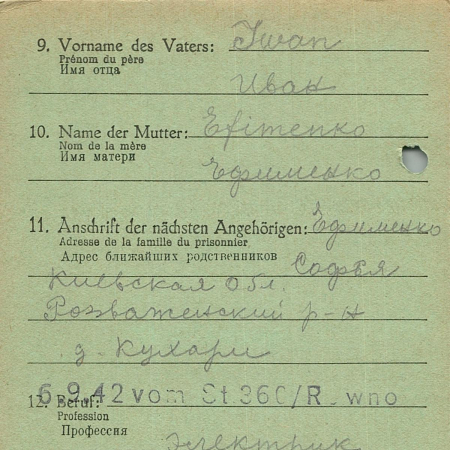 9. Vorname des Vaters: Iwan
Prénom du père
Имя отца
Иван
10. Name der Mutter: Efimenko
Nom de la mère
Имя матери
Ефименко
11. Anschrift der nächsten Angehörigen: Ефименко
Adresse de la famille du prisonnier
Адрес ближайших родственников Софья
Киевская обл.
Розваженский р-н
д. Кухари
6.9.42 vom St.360/Rowno
12. Beruf:
Profession
Профессия
электрик